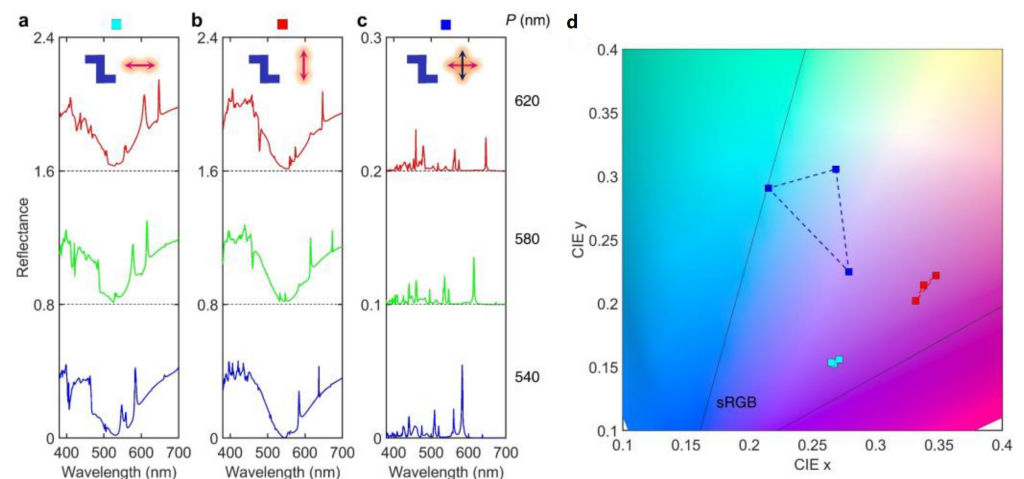 a
b
c
P (nm)
d
2.4
1.6
0.8
0
Reflectance
400 500 600 700
Wavelength (nm)
2.4
1.6
0.8
0
400 500 600 700
Wavelength (nm)
0.3
0.2
0.1
0
400 500 600 700
Wavelength (nm)
620
580
540
0.4
0.35
0.3
0.25
0.2
0.15
0.1
CIE y
sRGB
0.1 0.15 0.2 0.25 0.3 0.35 0.4
CIE x